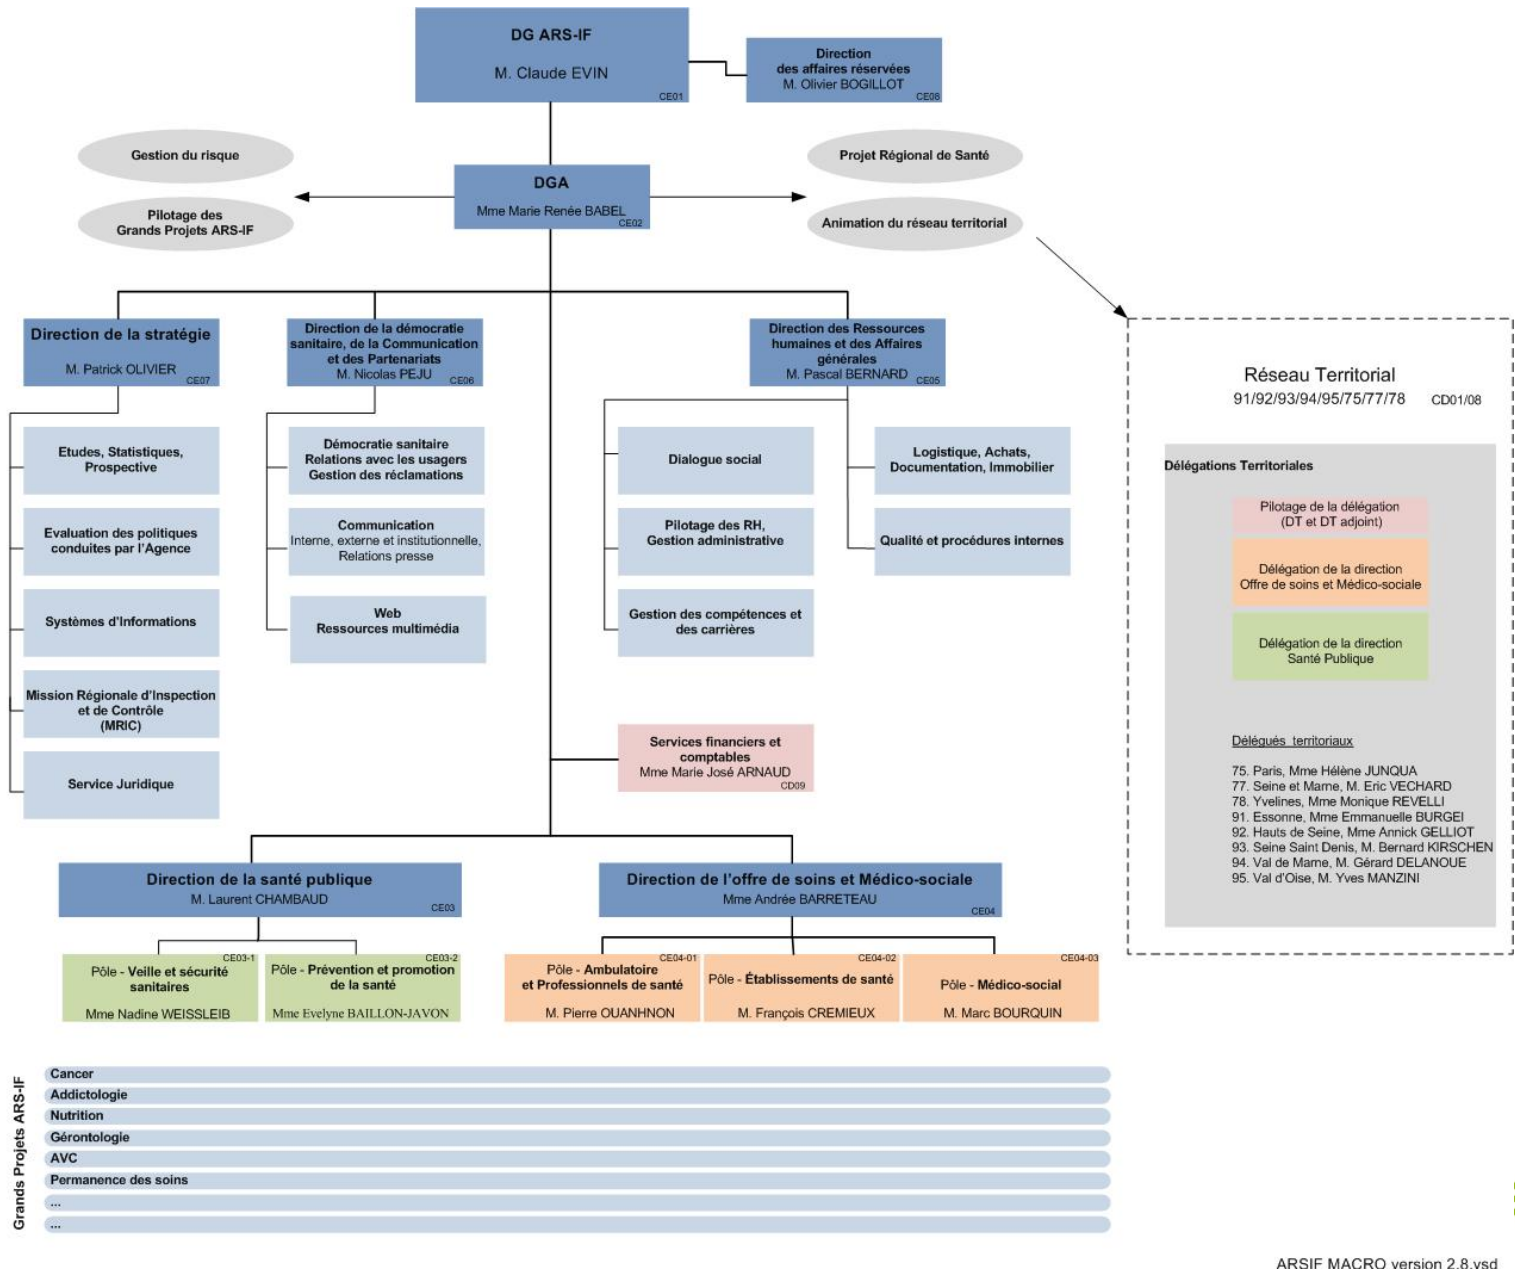 DG ARS-IF
M. Claude EVIN
CE01
Direction
des affaires réservées
M. Olivier BOGILLOT
CE08
Gestion du risque
Pilotage des
Grands Projets ARS-IF
DGA
Mme Marie Renée BABEL
CE02
Projet Régional de Santé
Animation du réseau territorial
Direction de la stratégie
M. Patrick OLIVIER
CE07
Direction de la démocratie
sanitaire, de la Communication
et des Partenariats
M. Nicolas PEJU
CE06
Direction des Ressources
humaines et des Affaires
générales
M. Pascal BERNARD
CE05
Etudes, Statistiques,
Prospective
Evaluation des politiques
conduites par l'Agence
Systèmes d'Informations
Mission Régionale d'Inspection
et de Contrôle
(MRIC)
Service Juridique
Démocratie sanitaire
Relations avec les usagers
Gestion des réclamations
Communication
Interne, externe et institutionnelle,
Relations presse
Web
Ressources multimédia
Dialogue social
Pilotage des RH,
Gestion administrative
Gestion des compétences et
des carrières
Logistique, Achats,
Documentation, Immobilier
Qualité et procédures internes
Services financiers et
comptables
Mme Marie José ARNAUD
CD09
Direction de la santé publique
M. Laurent CHAMBAUD
CE03
Direction de l'offre de soins et Médico-sociale
Mme Andrée BARRETEAU
CE04
CE03-1
Pôle - Veille et sécurité
sanitaires
Mme Nadine WEISSLEIB
CE03-2
Pôle - Prévention et promotion
de la santé
Mme Evelyne BAILLON-JAVON
CE04-01
Pôle - Ambulatoire
et Professionnels de santé
M. Pierre OUANHNON
CE04-02
Pôle - Établissements de santé
M. François CREMIEUX
CE04-03
Pôle - Médico-social
M. Marc BOURQUIN
Réseau Territorial
91/92/93/94/95/75/77/78 CD01/08
Délégations Territoriales
Pilotage de la délégation
(DT et DT adjoint)
Délégation de la direction
Offre de soins et Médico-sociale
Délégation de la direction
Santé Publique
Délégués territoriaux
75. Paris, Mme Hélène JUNQUA
77. Seine et Marne, M. Eric VECHARD
78. Yvelines, Mme Monique REVELLI
91. Essonne, Mme Emmanuelle BURGEI
92. Hauts de Seine, Mme Annick GELLIOT
93. Seine Saint Denis, M. Bernard KIRSCHEN
94. Val de Marne, M. Gérard DELANOUE
95. Val d'Oise, M. Yves MANZINI
Grands Projets ARS-IF
Cancer
Addictologie
Nutrition
Gérontologie
AVC
Permanence des soins
...
...
ARSIF MACRO version 2.8.vsd